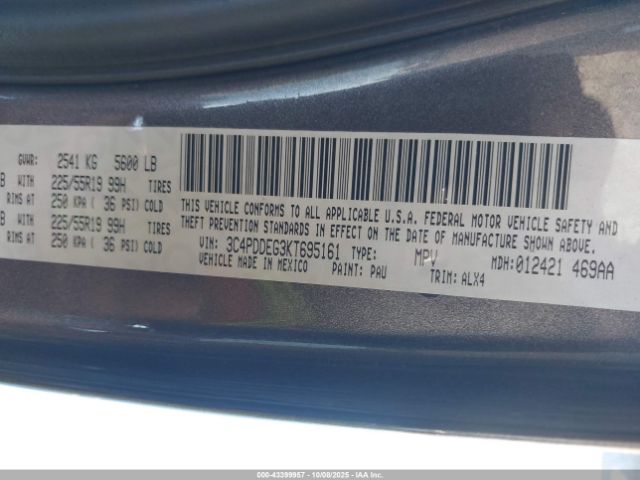 GVWR: 2541 KG 5600 LB
B WITH 225/55R19 99H TIRES
RIMS AT 250 KPA ( 36 PSI) COLD
B WITH 225/55R19 99H TIRES
RIMS AT 250 KPA ( 36 PSI) COLD
THIS VEHICLE CONFORMS TO ALL APPLICABLE U.S.A. FEDERAL MOTOR VEHICLE SAFETY AND
THEFT PREVENTION STANDARDS IN EFFECT ON THE DATE OF MANUFACTURE SHOWN ABOVE.
VIN: 3C4PDDEG3KT695161 TYPE: MPV MDH: 012421 469AA
VEHICLE MADE IN MEXICO PAINT: PAU TRIM: ALX4
000-43399957 - 10/08/2025 - IAAI.COM